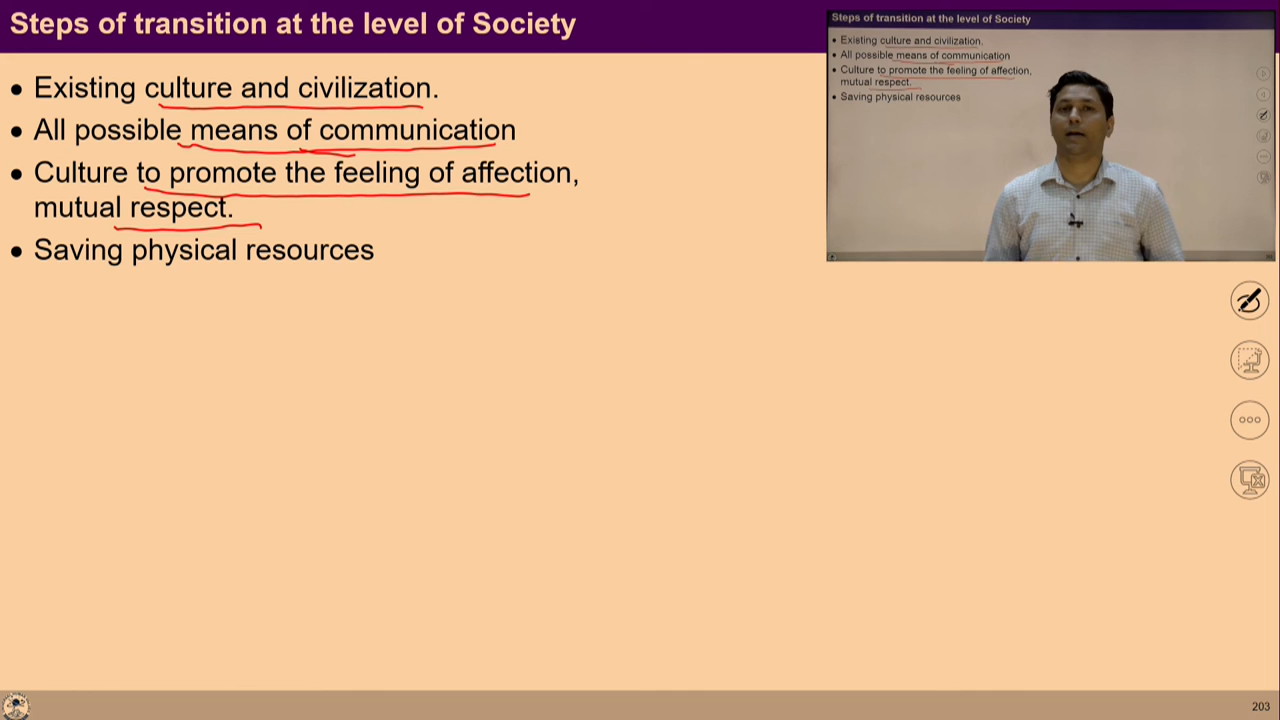 Steps of transition at the level of Society
• Existing culture and civilization.
• All possible means of communication
• Culture to promote the feeling of affection,
mutual respect.
• Saving physical resources
Steps of transition at the level of Society
• Existing culture and civilization.
• All possible means of communication
• Culture to promote the feeling of affection,
mutual respect.
• Saving physical resources
203